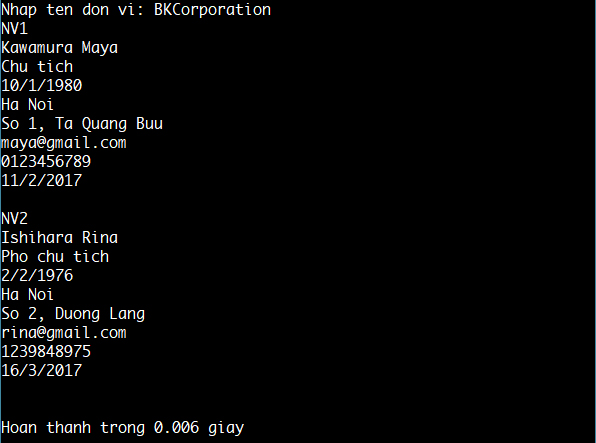 Nhap ten don vi: BKCorporation
NV1
Kawamura Maya
Chu tich
10/1/1980
Ha Noi
So 1, Ta Quang Buu
maya@gmail.com
0123456789
11/2/2017
NV2
Ishihara Rina
Pho chu tich
2/2/1976
Ha Noi
So 2, Duong Lang
rina@gmail.com
1239848975
16/3/2017
Hoan thanh trong 0.006 giay